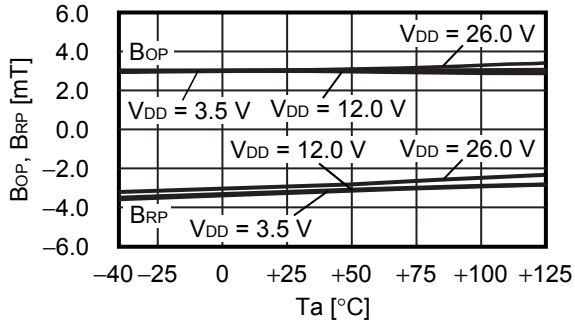 6.0
4.0
2.0
0.0
−2.0
−4.0
−6.0
BOP, BRP [mT]
BOP
VDD = 26.0 V
VDD = 3.5 V
VDD = 12.0 V
VDD = 12.0 V
VDD = 26.0 V
BRP
VDD = 3.5 V
−40 −25 0 +25 +50 +75 +100 +125
Ta [°C]